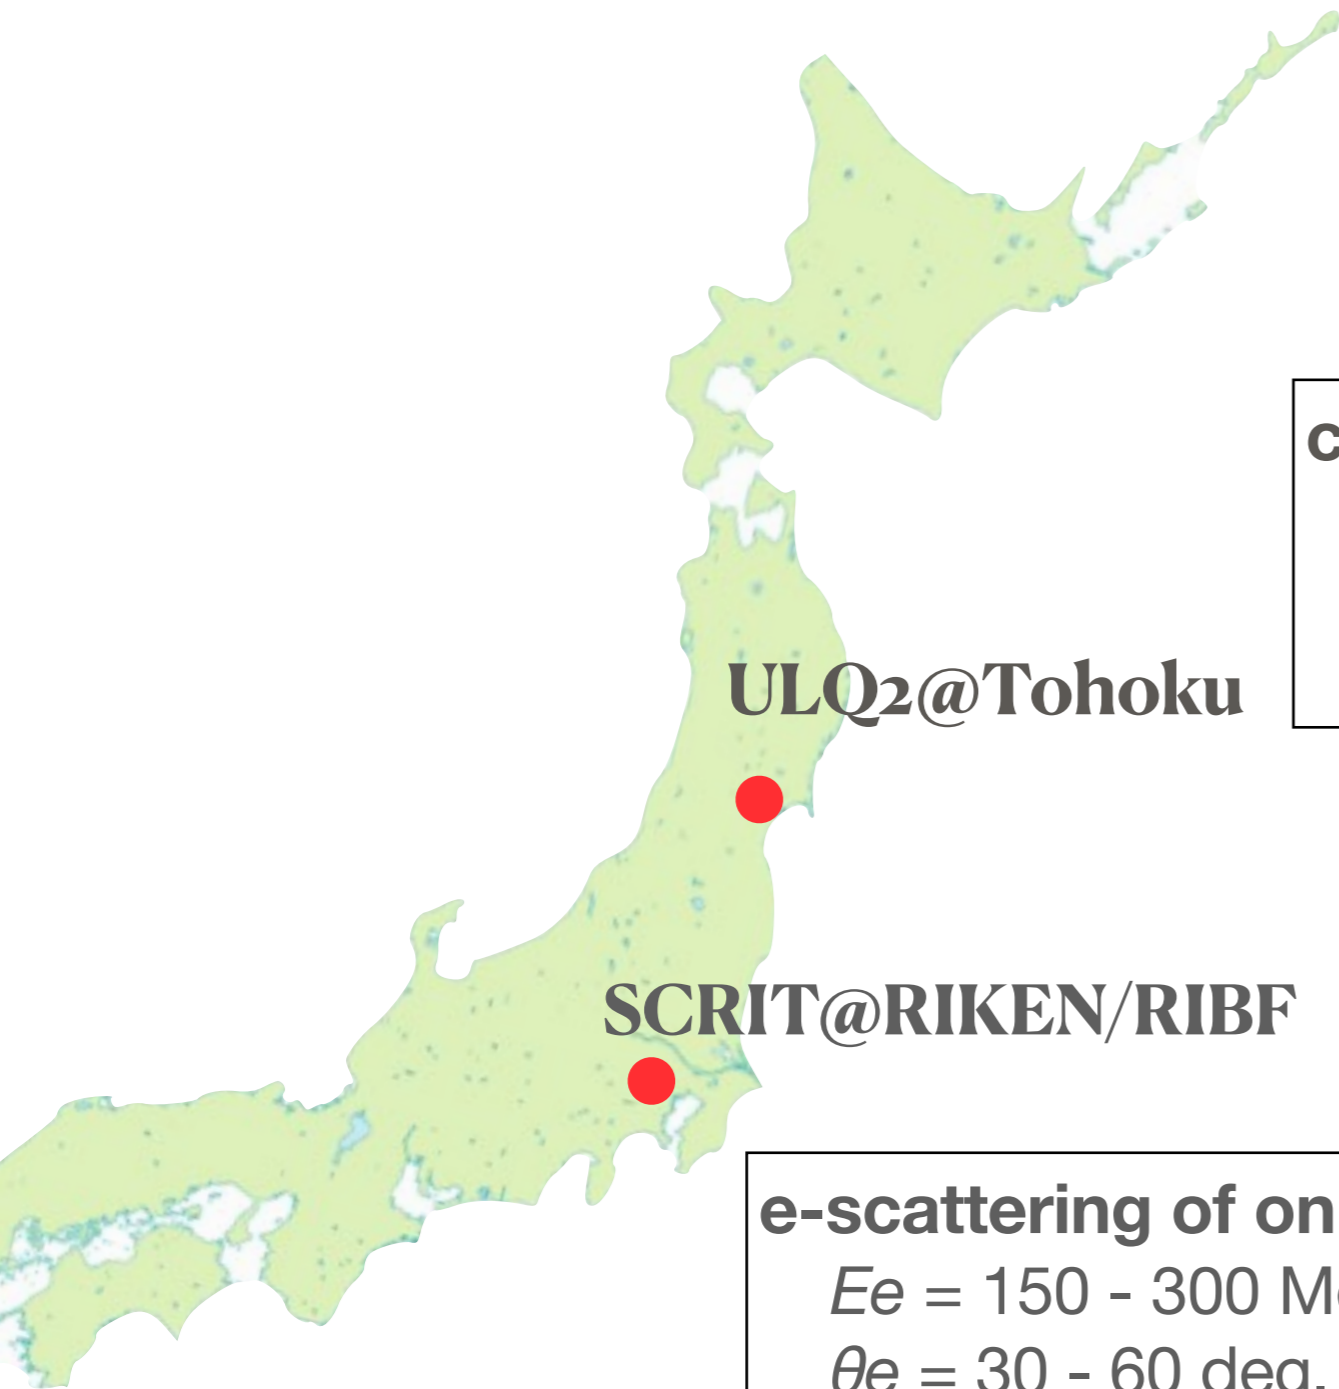 c
ULQ2@Tohoku
SCRIT@RIKEN/RIBF
e-scattering of on
Ee = 150 - 300 M
θe = 30 - 60 deg.